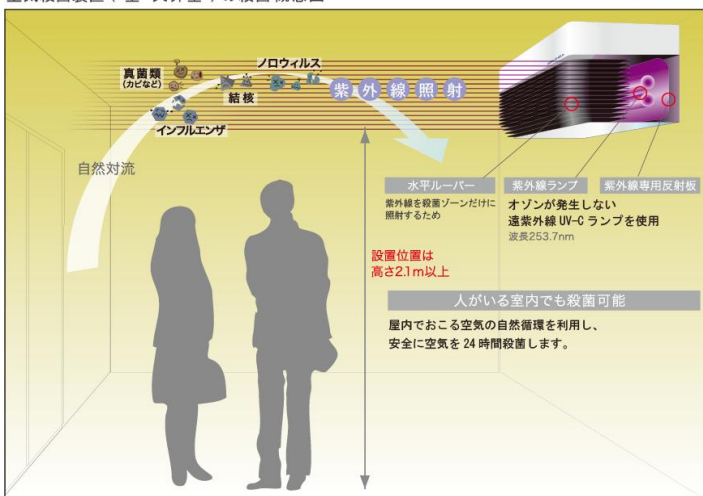 ノロウィルス
真菌類
(カビなど)
結核
紫外線照射
インフルエンザ
自然対流
水平ルーバー
紫外線を殺菌ゾーンだけに
照射するため
紫外線ランプ
紫外線専用反射板
オゾンが発生しない
遠紫外線UV-Cランプを使用
波長253.7nm
設置位置は
高さ2.1m以上
人がいる室内でも殺菌可能
屋内でおこる空気の自然循環を利用し、
安全に空気を24時間殺菌します。